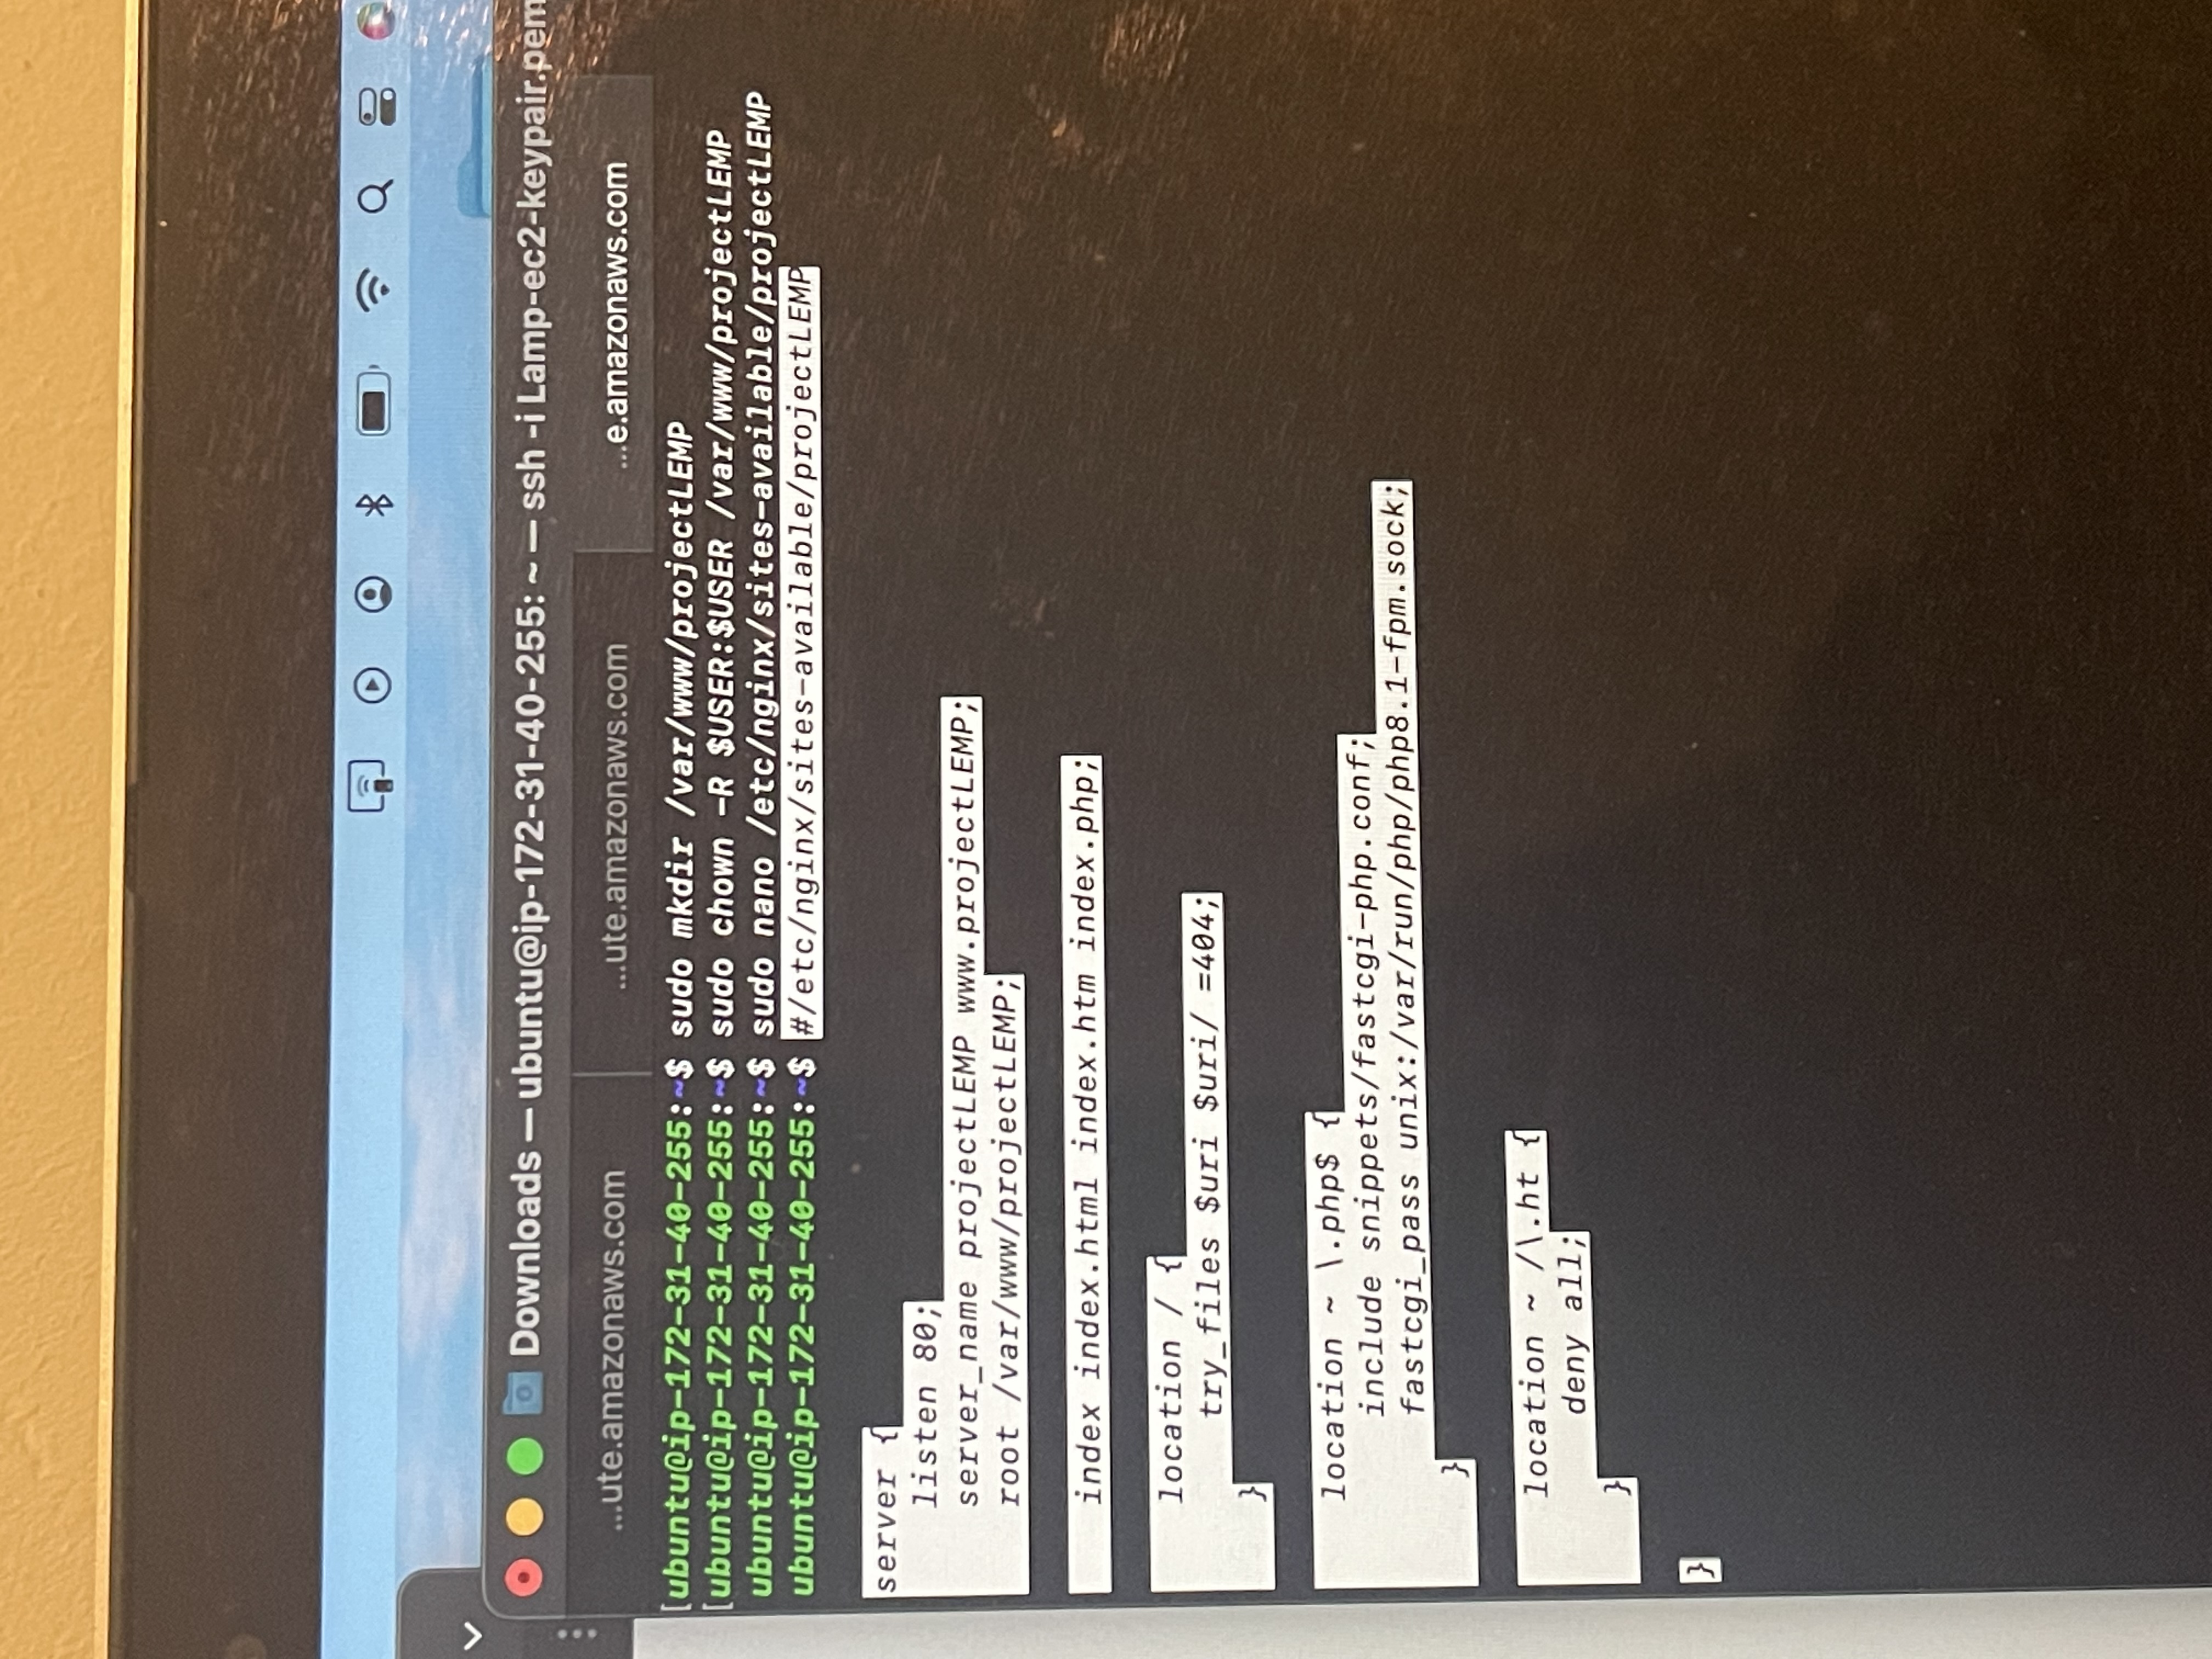 Downloads — ubuntu@ip-172-31-40-255: ~ — ssh -i Lamp-ec2-keypair.pem
...ute.amazonaws.com ...ute.amazonaws.com ...e.amazonaws.com
[ubuntu@ip-172-31-40-255:~$ sudo mkdir /var/www/projectLEMP
[ubuntu@ip-172-31-40-255:~$ sudo chown -R $USER:$USER /var/www/projectLEMP
ubuntu@ip-172-31-40-255:~$ sudo nano /etc/nginx/sites-available/projectLEMP
ubuntu@ip-172-31-40-255:~$ #/etc/nginx/sites-available/projectLEMP
server {
    listen 80;
    server_name projectLEMP www.projectLEMP;
    root /var/www/projectLEMP;
    index index.html index.htm index.php;
    location / {
        try_files $uri $uri/ =404;
    }
    location ~ \.php$ {
        include snippets/fastcgi-php.conf;
        fastcgi_pass unix:/var/run/php/php8.1-fpm.sock;
     }
    location ~ /\.ht {
        deny all;
    }
}